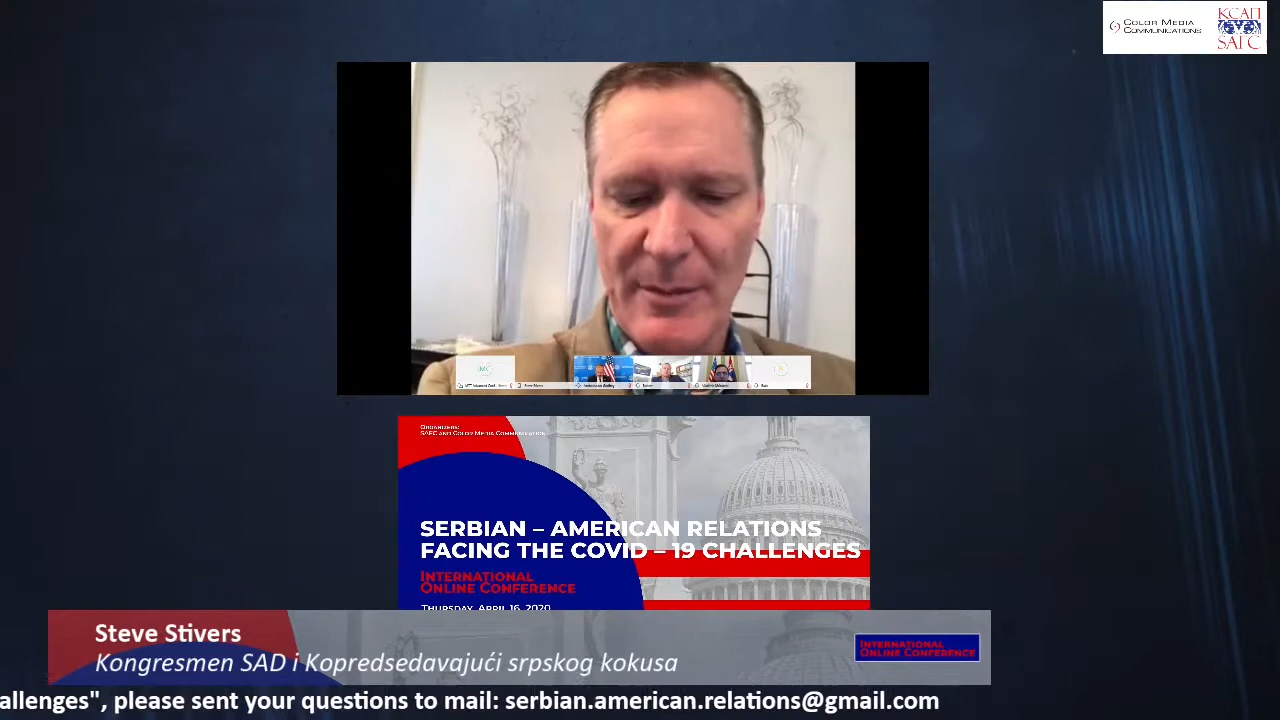 Color Media
Communications
КСАП
SAFC
Organizers:
SAFC and Color Media Communication
SERBIAN – AMERICAN RELATIONS
FACING THE COVID – 19 CHALLENGES
International
Online Conference
Thursday, April 16, 2020
Steve Stivers
Kongresmen SAD i Kopredsedavajući srpskog kokusa
International
Online Conference
allenges", please sent your questions to mail: serbian.american.relations@gmail.com